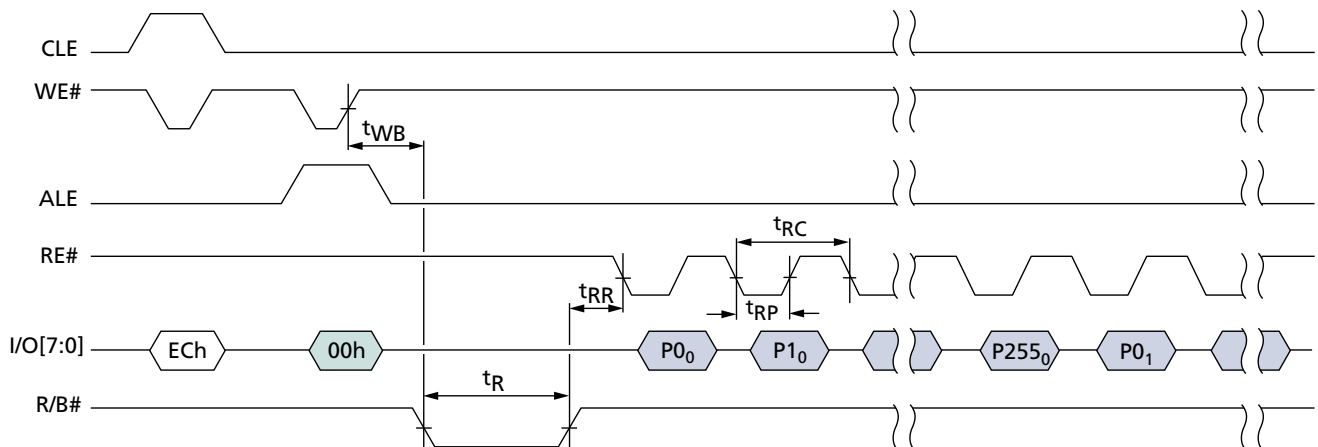 CLE
WE#
tWB
ALE
tRC
RE#
tRR
tRP
I/O[7:0] ECh 00h P0₀ P1₀ P255₀ P0₁
tR
R/B#